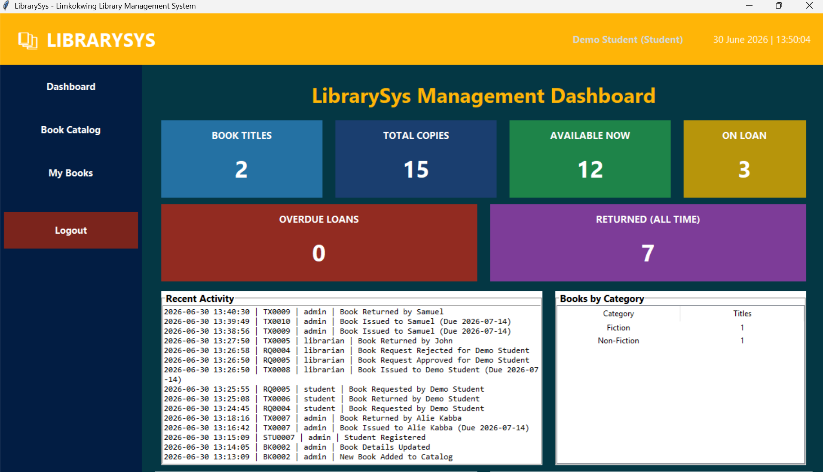 LibrarySys - Limkokwing Library Management System
LIBRARYSYS
Demo Student (Student)
30 June 2026 | 13:50:04
Dashboard
Book Catalog
My Books
Logout
LibrarySys Management Dashboard
BOOK TITLES
2
TOTAL COPIES
15
AVAILABLE NOW
12
ON LOAN
3
OVERDUE LOANS
0
RETURNED (ALL TIME)
7
Recent Activity
2026-06-30 13:40:30 | TX0009 | admin | Book Returned by Samuel
2026-06-30 13:39:49 | TX0010 | admin | Book Issued to Samuel (Due 2026-07-14)
2026-06-30 13:38:56 | TX0009 | admin | Book Issued to Samuel (Due 2026-07-14)
2026-06-30 13:27:50 | TX0005 | librarian | Book Returned by John
2026-06-30 13:26:58 | RQ0004 | librarian | Book Request Rejected for Demo Student
2026-06-30 13:26:50 | RQ0005 | librarian | Book Request Approved for Demo Student
2026-06-30 13:26:50 | TX0008 | librarian | Book Issued to Demo Student (Due 2026-07
-14)
2026-06-30 13:25:55 | RQ0005 | student | Book Requested by Demo Student
2026-06-30 13:25:08 | TX0006 | student | Book Returned by Demo Student
2026-06-30 13:24:45 | RQ0004 | student | Book Requested by Demo Student
2026-06-30 13:18:16 | TX0007 | admin | Book Returned by Alie Kabba
2026-06-30 13:16:42 | TX0007 | admin | Book Issued to Alie Kabba (Due 2026-07-14)
2026-06-30 13:15:09 | STU0007 | admin | Student Registered
2026-06-30 13:14:05 | BK0002 | admin | Book Details Updated
2026-06-30 13:13:09 | BK0002 | admin | New Book Added to Catalog
Books by Category
Category Titles
Fiction 1
Non-Fiction 1